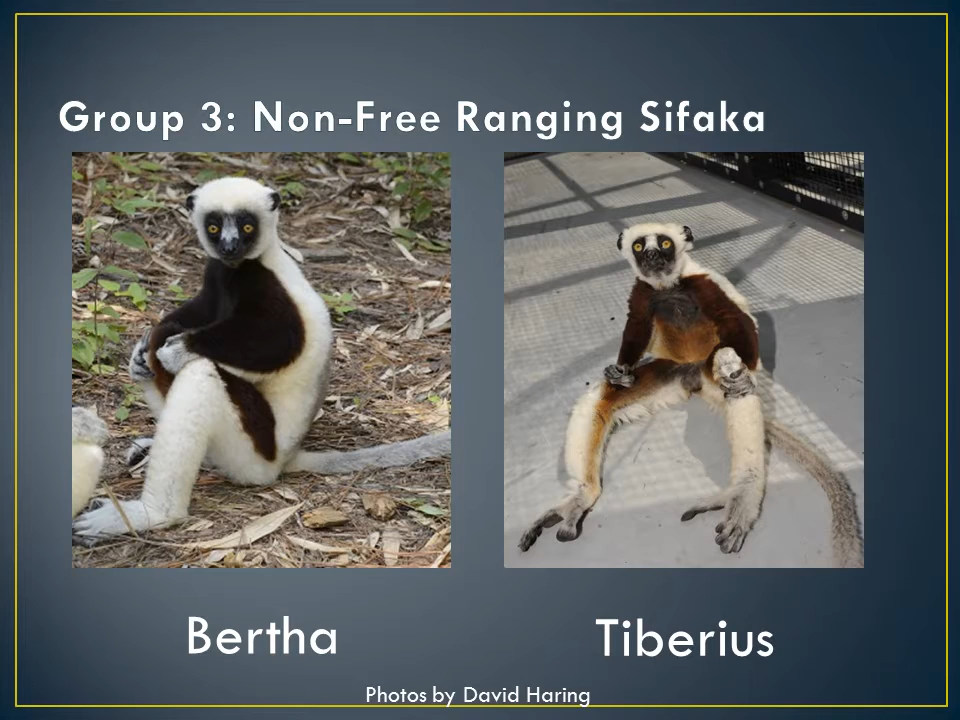 Group 3: Non-Free Ranging Sifaka
Bertha
Tiberius
Photos by David Haring